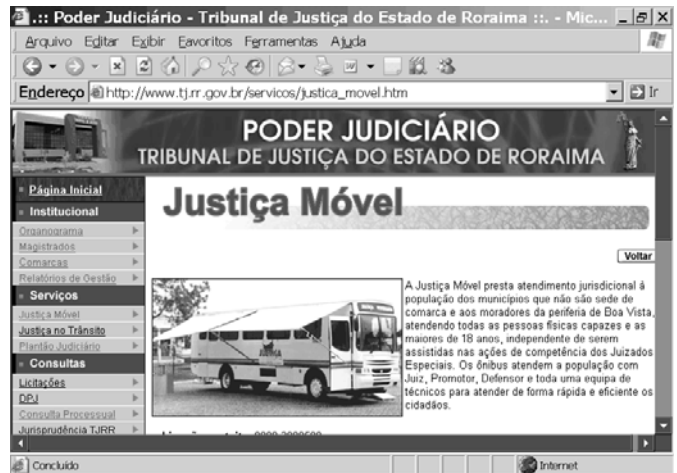 .:: Poder Judiciário - Tribunal de Justiça do Estado de Roraima ::. - Mic...
Arquivo Editar Exibir Favoritos Ferramentas Ajuda
Endereço http://www.tj.rr.gov.br/servicos/justica_movel.htm Ir
PODER JUDICIÁRIO
TRIBUNAL DE JUSTIÇA DO ESTADO DE RORAIMA
Página Inicial
Institucional
Organograma
Magistrados
Comarcas
Relatórios de Gestão
Serviços
Justiça Móvel
Justiça no Trânsito
Plantão Judiciário
Consultas
Licitações
DPJ
Consulta Processual
Jurisprudência TJRR
Justiça Móvel
Voltar
A Justiça Móvel presta atendimento jurisdicional á
população dos municípios que não são sede de
comarca e aos moradores da periferia de Boa Vista,
atendendo todas as pessoas físicas capazes e as
maiores de 18 anos, independente de serem
assistidas nas ações de competência dos Juizados
Especiais. Os ônibus atendem a população com
Juiz, Promotor, Defensor e toda uma equipa de
técnicos para atender de forma rápida e eficiente os
cidadãos.
Concluído
Internet